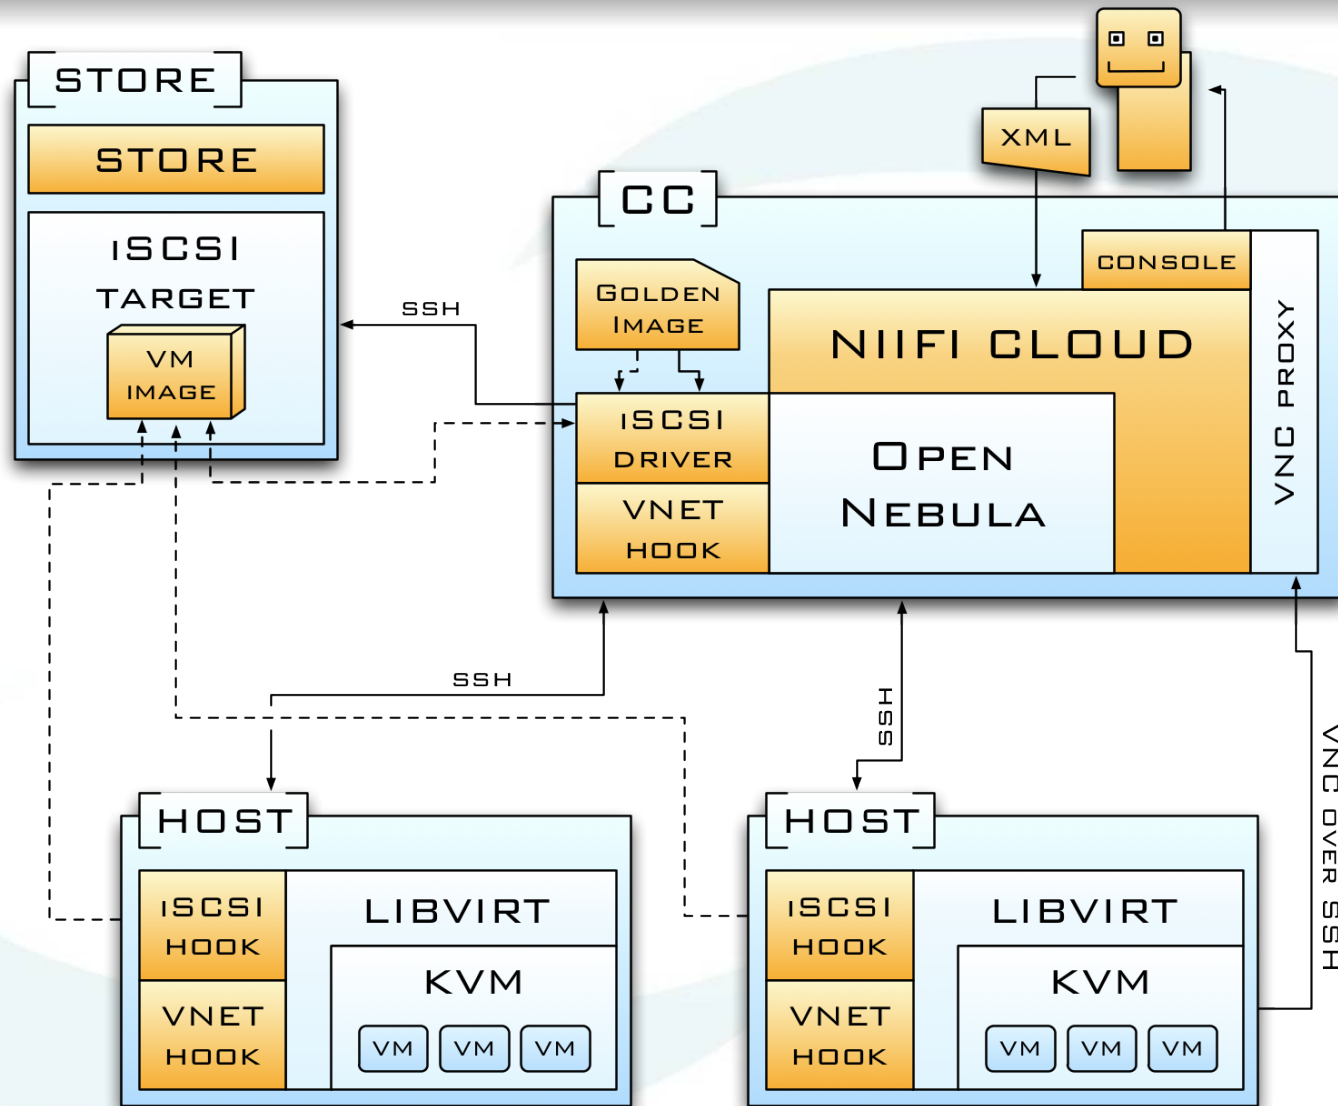 STORE
STORE
iSCSI
TARGET
VM
IMAGE
SSH
XML
CC
GOLDEN
IMAGE
CONSOLE
NIIFI CLOUD
VNC PROXY
iSCSI
DRIVER
VNET
HOOK
OPEN
NEBULA
SSH
SSH
VNC OVER SSH
HOST
iSCSI
HOOK
VNET
HOOK
LIBVIRT
KVM
VM VM VM
HOST
iSCSI
HOOK
VNET
HOOK
LIBVIRT
KVM
VM VM VM